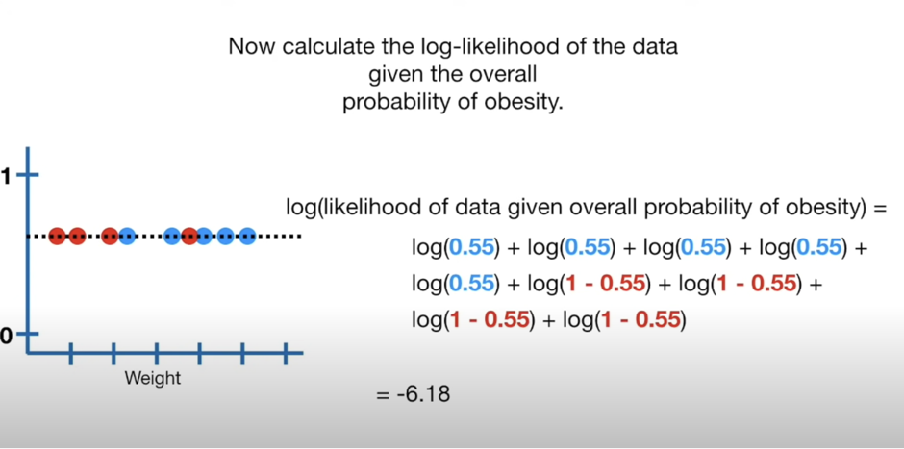 Now calculate the log-likelihood of the data
given the overall
probability of obesity.
1
log(likelihood of data given overall probability of obesity) =
log(0.55) + log(0.55) + log(0.55) + log(0.55) +
log(0.55) + log(1 - 0.55) + log(1 - 0.55) +
log(1 - 0.55) + log(1 - 0.55)
0
Weight
= -6.18